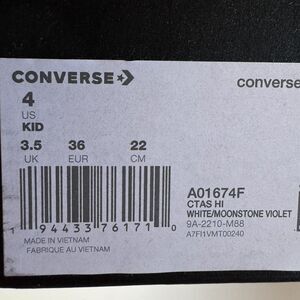 CONVERSE converse
4
US
KID
3.5 36 22
UK EUR CM
A01674F
CTAS HI
WHITE/MOONSTONE VIOLET
9A-2210-M88
A7FI1VMT00240
1 94433 76171 0
MADE IN VIETNAM
FABRIQUE AU VIETNAM